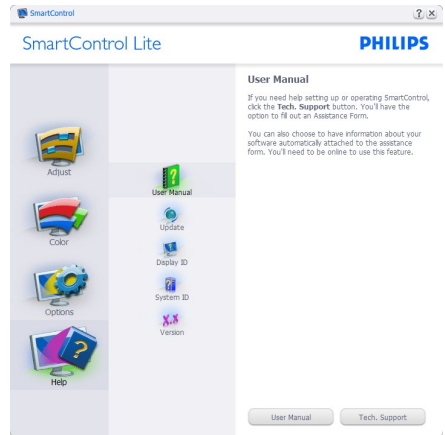 SmartControl
SmartControl Lite
PHILIPS
Adjust
Color
Options
Help
User Manual
Update
Display ID
System ID
Version
User Manual
If you need help setting up or operating SmartControl,
click the Tech. Support button. You'll have the
option to fill out an Assistance Form.
You can also choose to have information about your
software automatically attached to the assistance
form. You'll need to be online to use this feature.
User Manual
Tech. Support